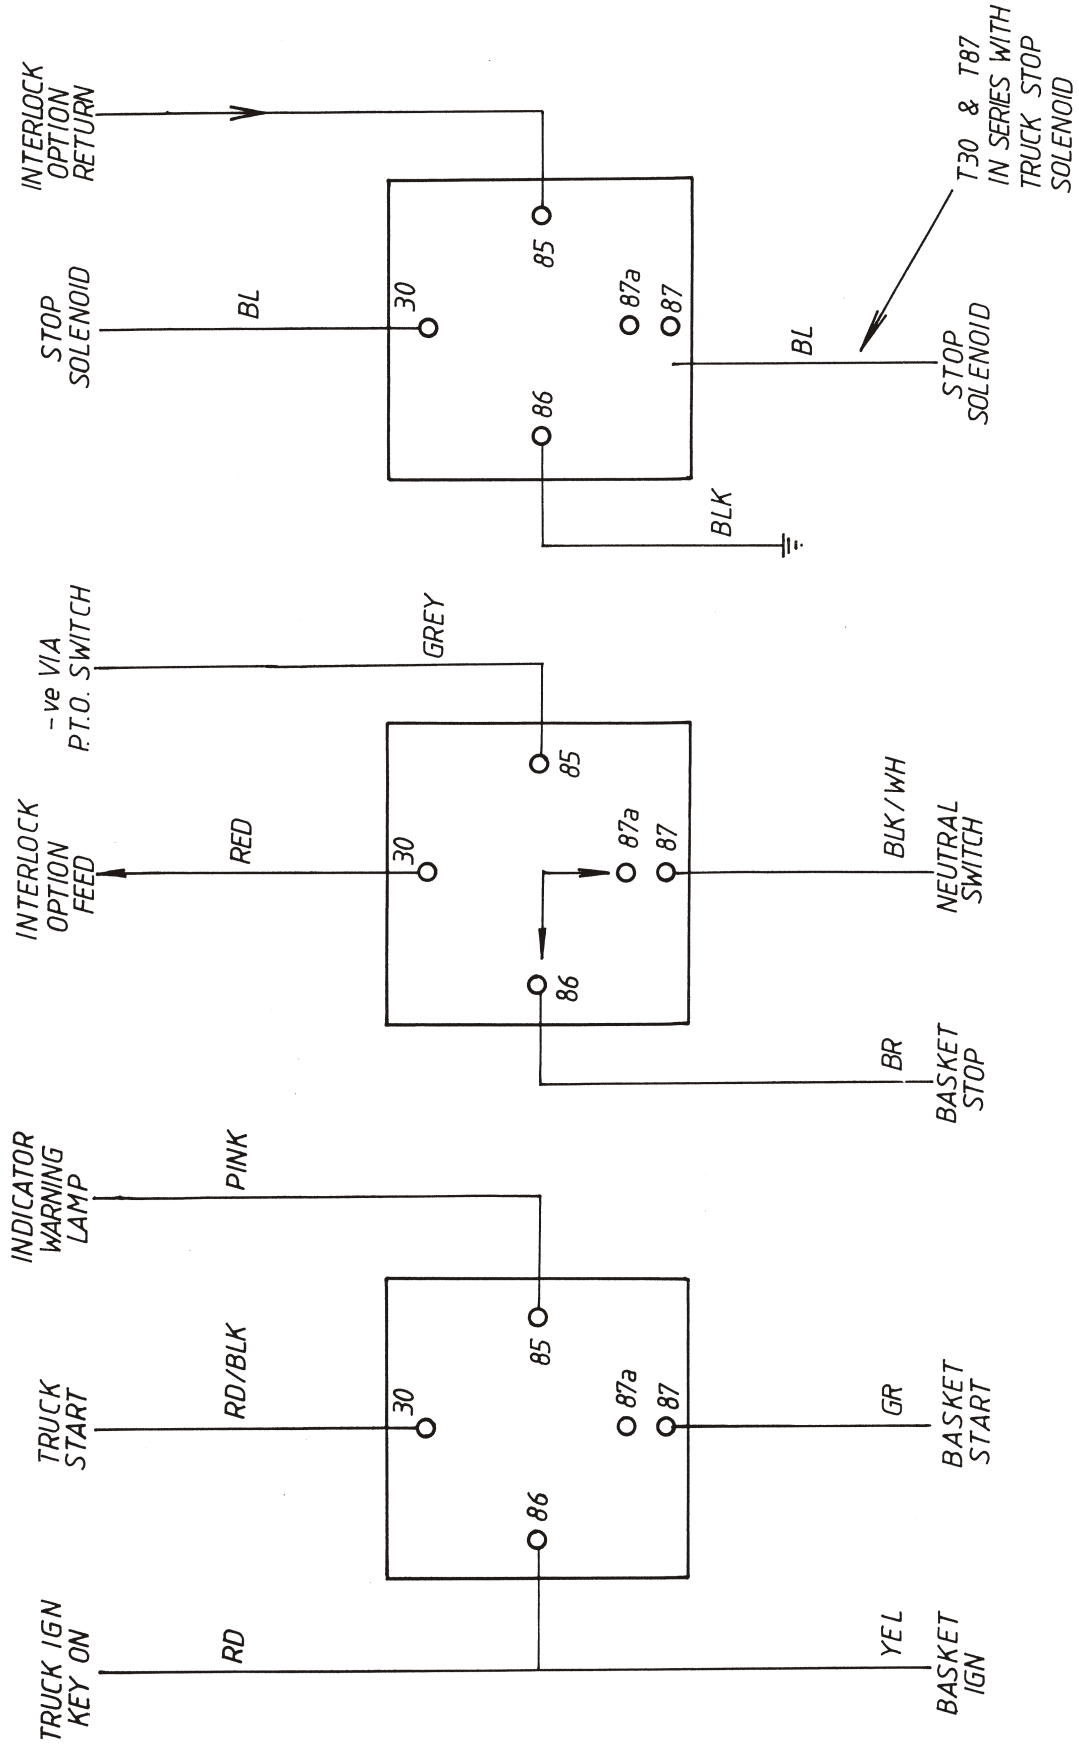 TRUCK IGN
KEY ON
RD
YEL
BASKET
IGN
TRUCK
START
RD/BLK
30
86
85
87a
87
GR
BASKET
START
INDICATOR
WARNING
LAMP
PINK
INTERLOCK
OPTION
FEED
RED
30
86
85
87a
87
BR
BASKET
STOP
BLK/WH
NEUTRAL
SWITCH
-ve VIA
P.T.O. SWITCH
GREY
STOP
SOLENOID
BL
30
86
85
87a
87
BLK
BL
STOP
SOLENOID
INTERLOCK
OPTION
RETURN
T30 & T87
IN SERIES WITH
TRUCK STOP
SOLENOID